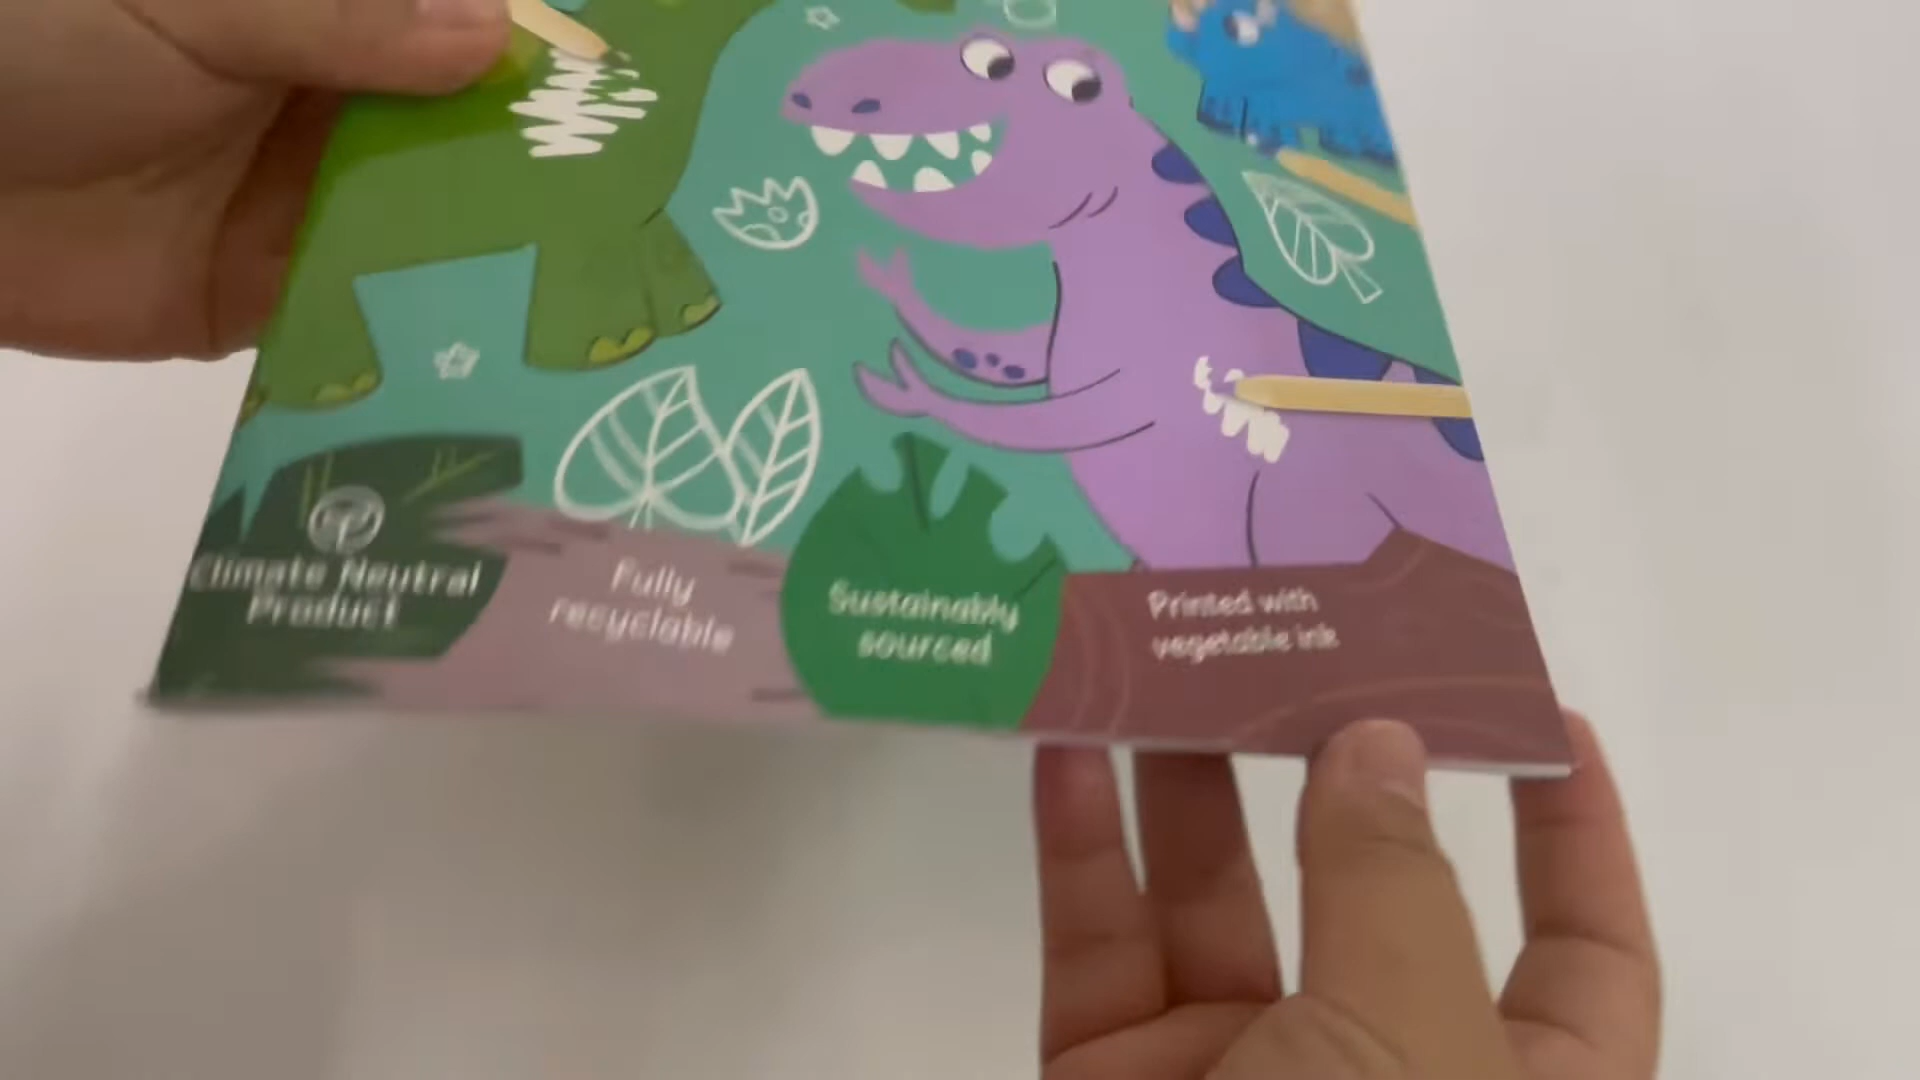 Climate Neutral
Product
Fully
recyclable
Sustainably
sourced
Printed with
vegetable ink